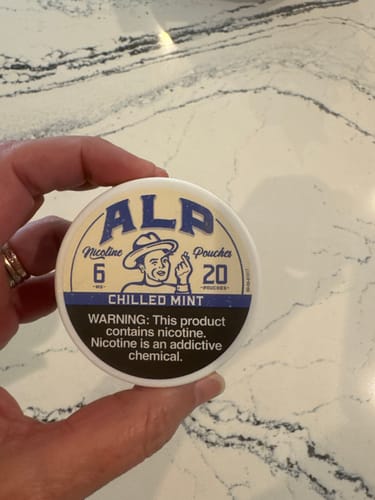 ALP
Nicotine Pouches
6 20
-MG- -POUCHES-
CHILLED MINT
WARNING: This product
contains nicotine.
Nicotine is an addictive
chemical.